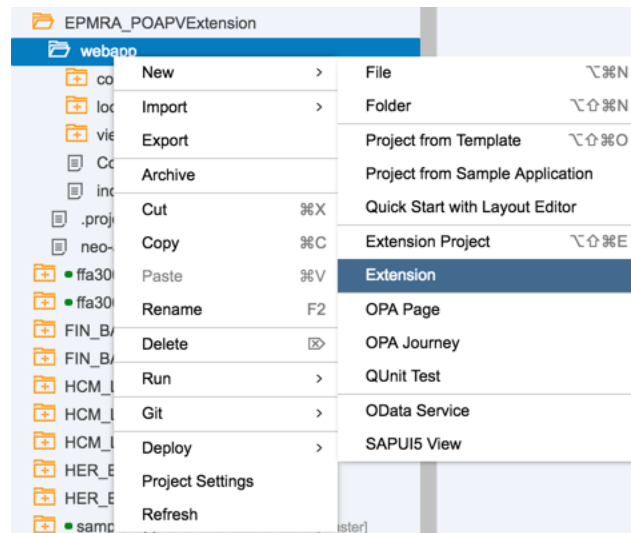 EPMRA_POAPVExtension
webapp
New >
Import >
Export
Archive
Cut ⌘X
Copy ⌘C
Paste ⌘V
Rename F2
Delete ⌦
Run >
Git >
Deploy >
Project Settings
Refresh
File ⌥⌘N
Folder ⌥⇧⌘N
Project from Template ⌥⇧⌘O
Project from Sample Application
Quick Start with Layout Editor
Extension Project ⌥⇧⌘E
Extension
OPA Page
OPA Journey
QUnit Test
OData Service
SAPUI5 View